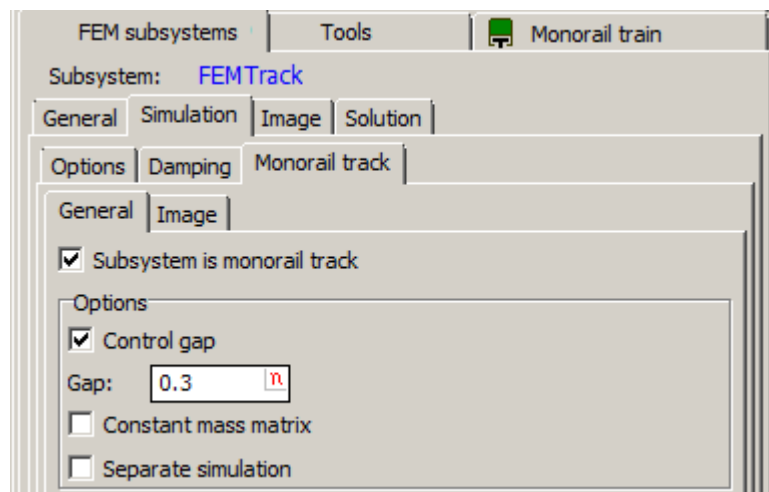 FEM subsystems Tools Monorail train
Subsystem: FEMTrack
General Simulation Image Solution
Options Damping Monorail track
General Image
Subsystem is monorail track
Options
Control gap
Gap: 0.3 n
Constant mass matrix
Separate simulation